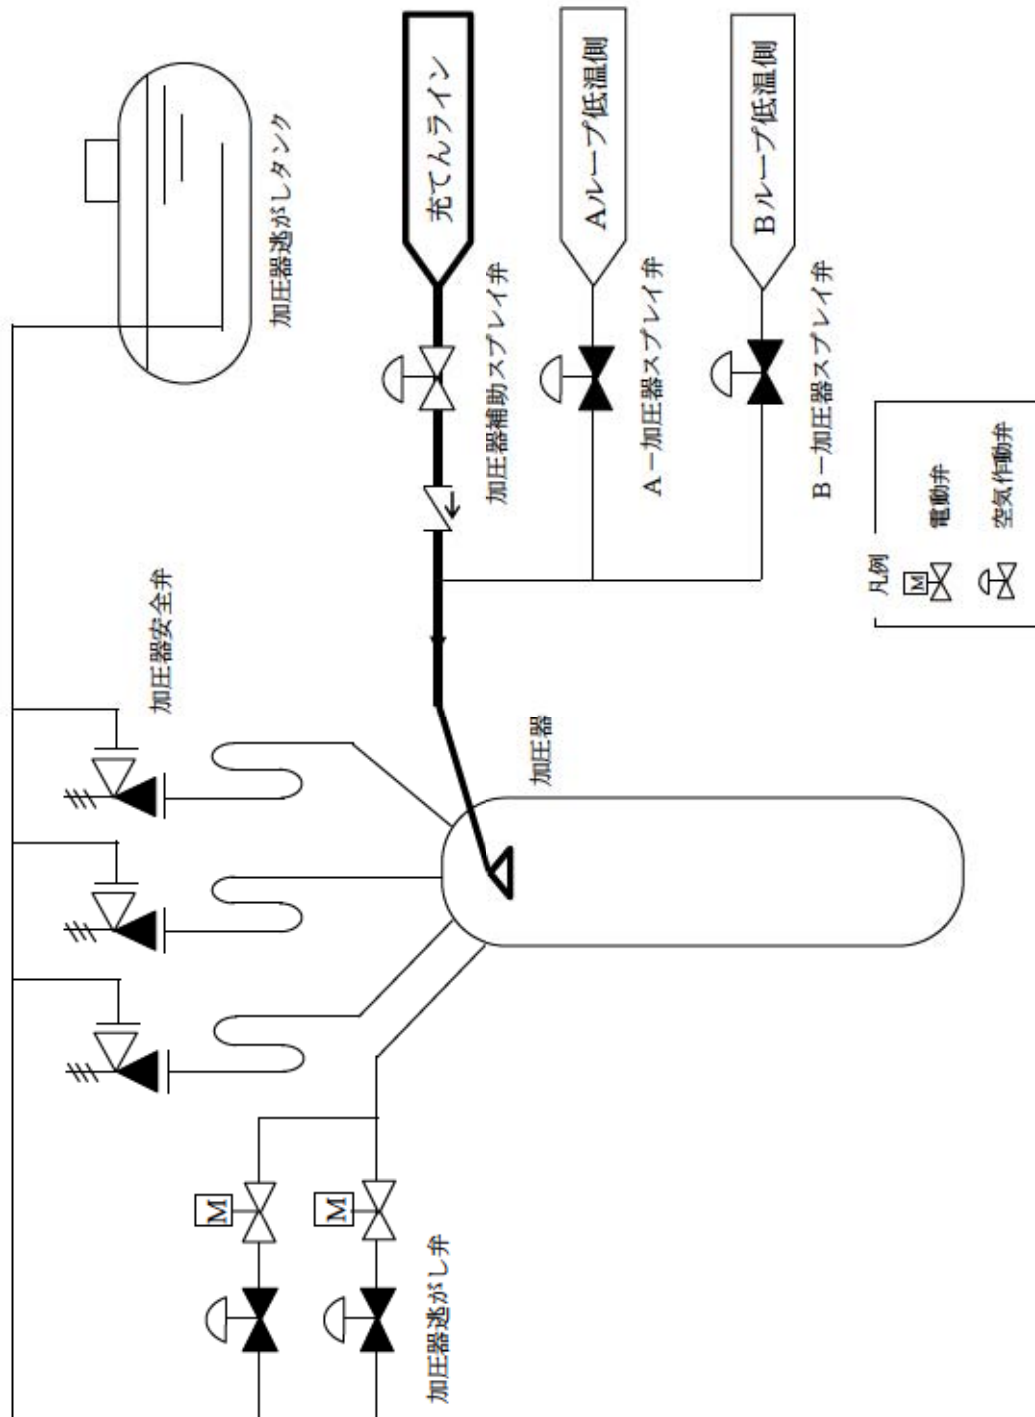 加圧器逃がしタンク
充てんライン
Aループ低温側
Bループ低温側
加圧器補助スプレイ弁
A－加圧器スプレイ弁
B－加圧器スプレイ弁
加圧器安全弁
加圧器
M
M
加圧器逃がし弁
凡例
M
電動弁
空気作動弁